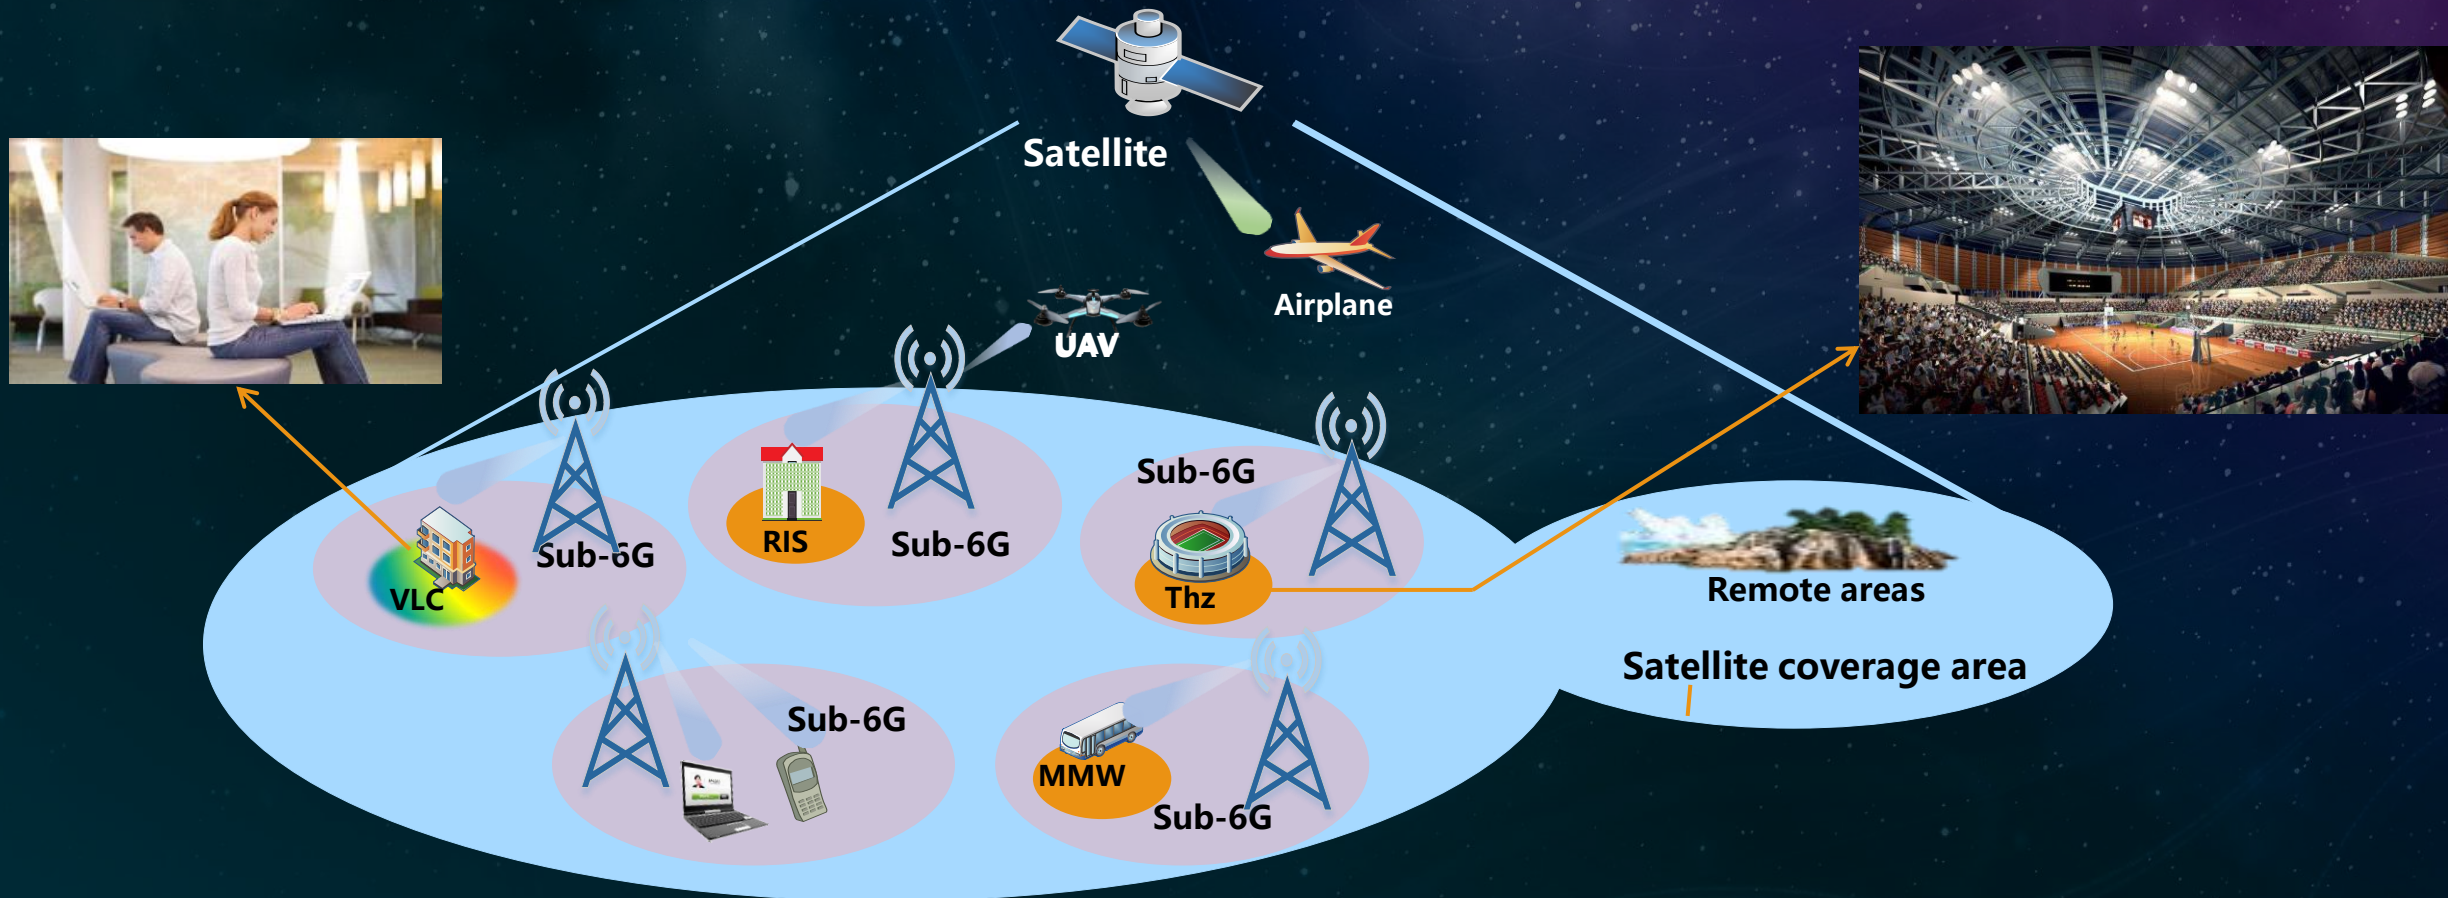 Satellite
Airplane
UAV
Sub-6G
RIS
Sub-6G
Sub-6G
VLC
Thz
Remote areas
Satellite coverage area
Sub-6G
MMW
Sub-6G